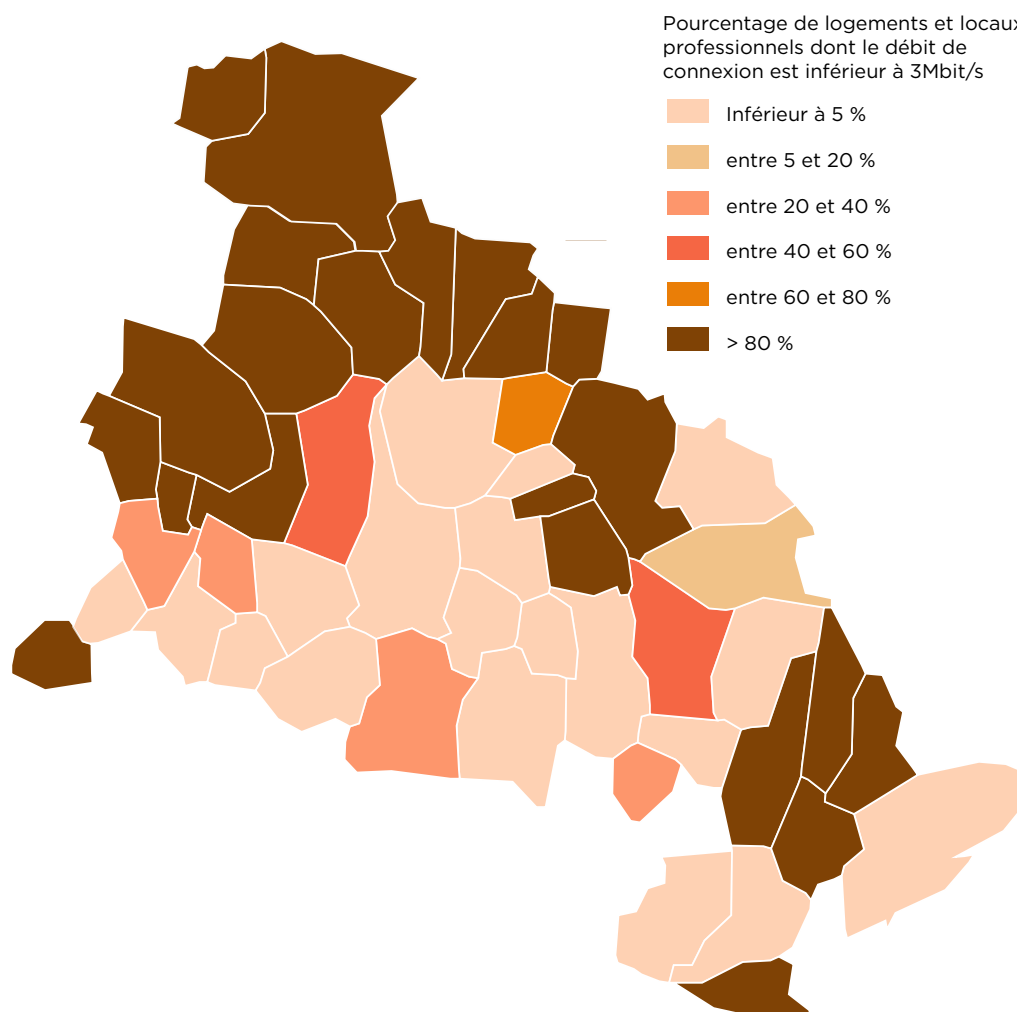 Pourcentage de logements et locaux
professionnels dont le débit de
connexion est inférieur à 3Mbit/s
Inférieur à 5 %
entre 5 et 20 %
entre 20 et 40 %
entre 40 et 60 %
entre 60 et 80 %
> 80 %